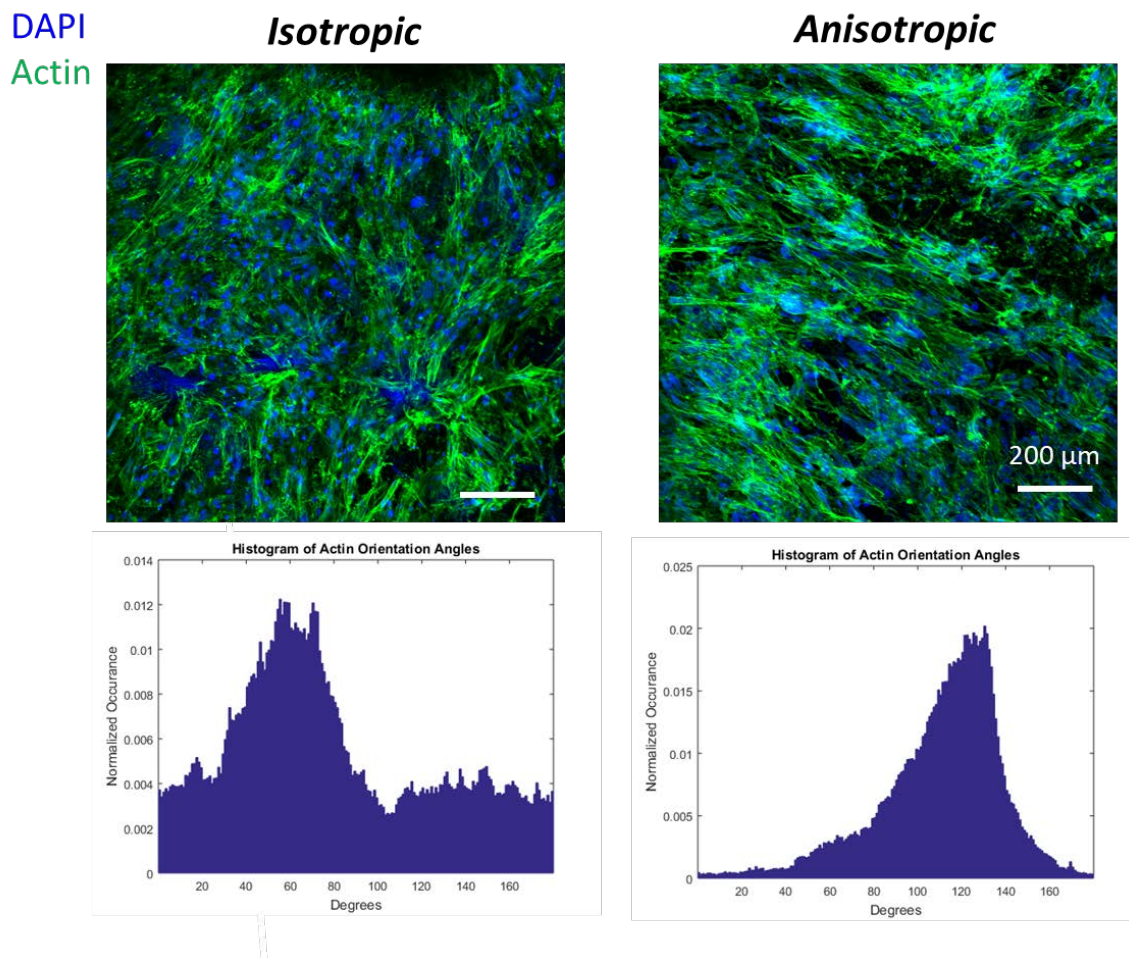 DAPI
Actin
Isotropic
Anisotropic
200 µm
Histogram of Actin Orientation Angles
Normalized Occurance
0.014
0.012
0.01
0.008
0.006
0.004
0.002
0
20 40 60 80 100 120 140 160
Degrees
Histogram of Actin Orientation Angles
Normalized Occurance
0.025
0.02
0.015
0.01
0.005
0
20 40 60 80 100 120 140 160
Degrees